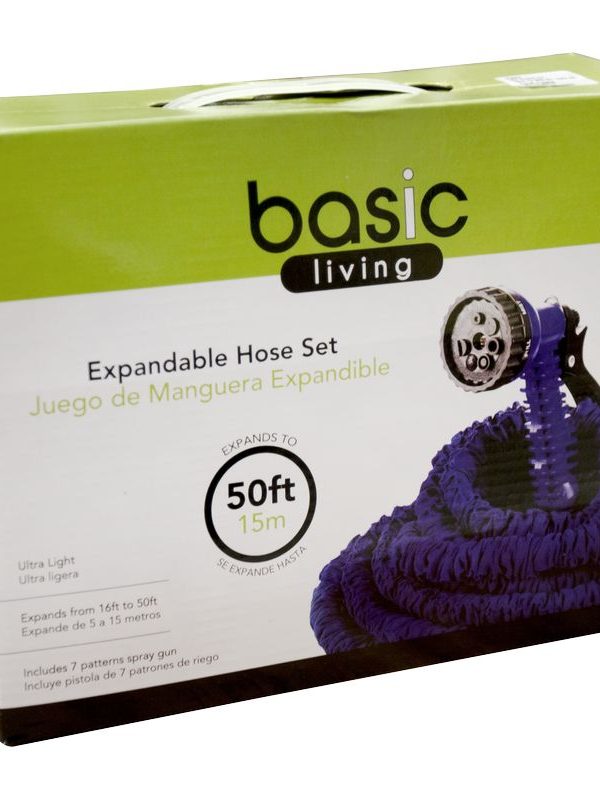 basic
living
Expandable Hose Set
Juego de Manguera Expandible
EXPANDS TO
50ft
15m
SE EXPANDE HASTA
Ultra Light
Ultra ligera
Expands from 16ft to 50ft
Expande de 5 a 15 metros
Includes 7 patterns spray gun
Incluye pistola de 7 patrones de riego